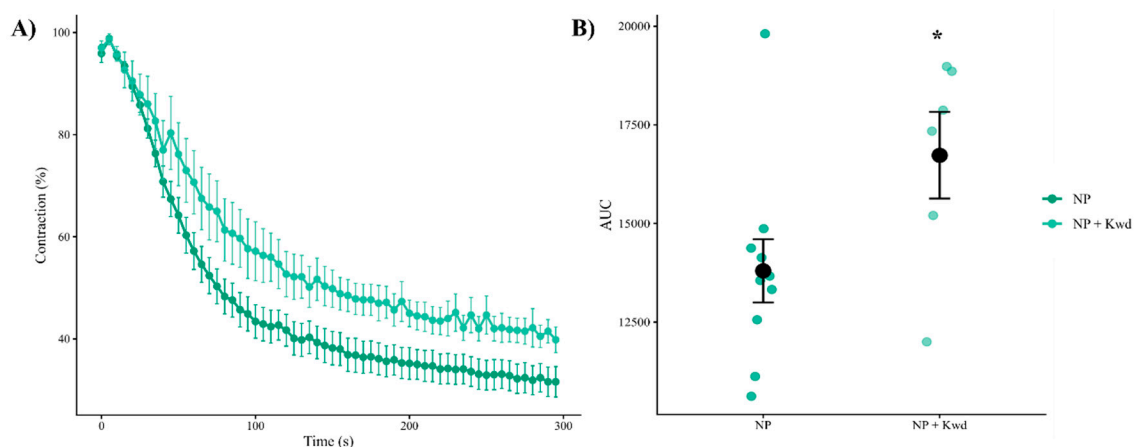 A)
Contraction (%)
100
80
60
40
0
100
200
300
Time (s)
B)
AUC
20000
17500
15000
12500
*
NP
NP + Kwd
NP
NP + Kwd